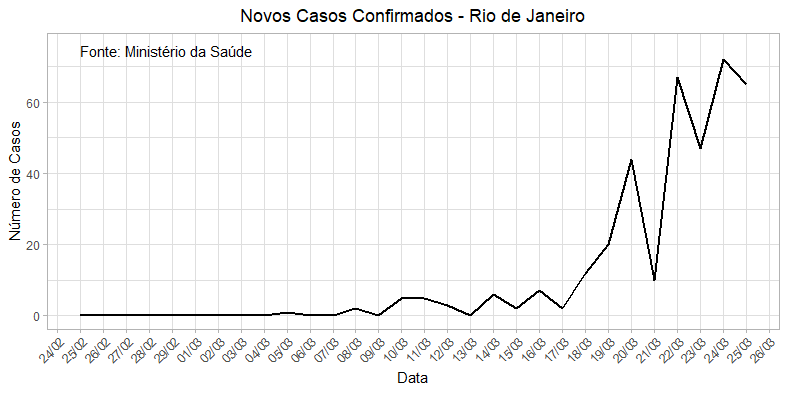 Novos Casos Confirmados - Rio de Janeiro
Fonte: Ministério da Saúde
Número de Casos
60
40
20
0
24/02 25/02 26/02 27/02 28/02 29/02 01/03 02/03 03/03 04/03 05/03 06/03 07/03 08/03 09/03 10/03 11/03 12/03 13/03 14/03 15/03 16/03 17/03 18/03 19/03 20/03 21/03 22/03 23/03 24/03 25/03 26/03
Data